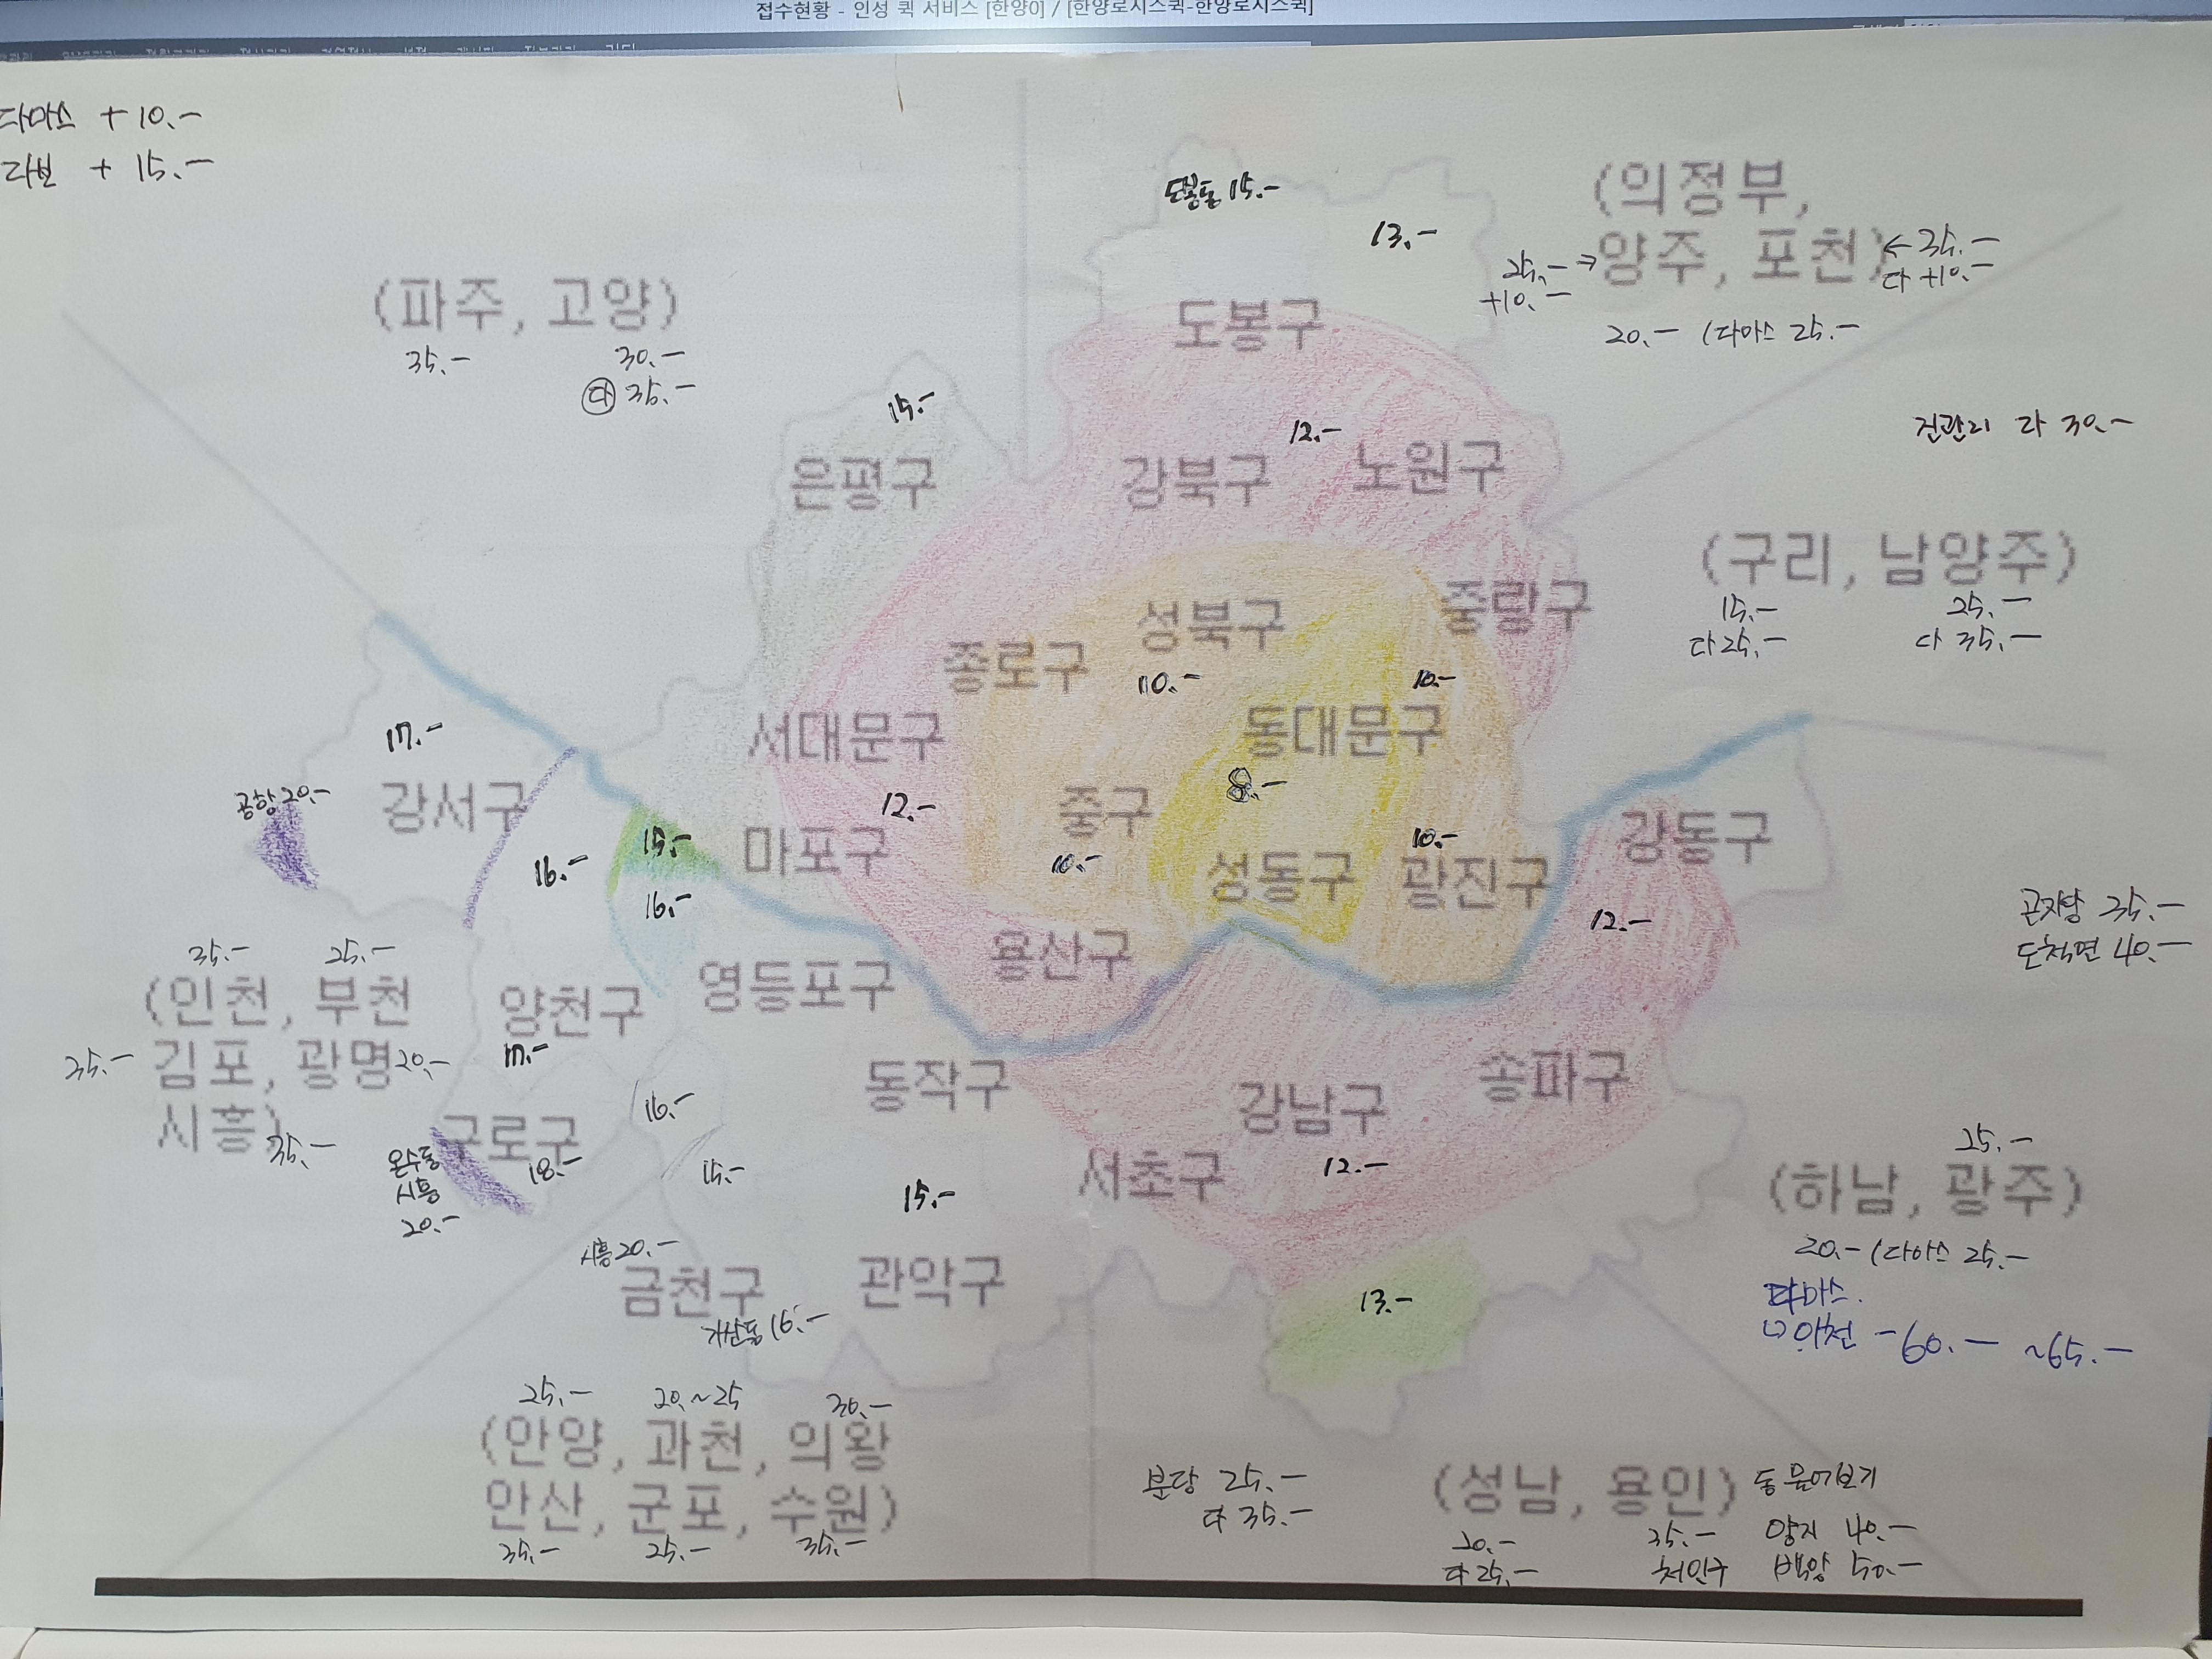 접수현황 - 인성 퀵 서비스 [한양0] / [한양로지스퀵-한양로지스퀵]
다마스 + 10.-
라보 + 15.-
도봉동 15.-
13.-
(의정부,
양주, 포천)
25.- →
+10.-
← 35.-
다 +10.-
20.- (다마스 25.-
(파주, 고양)
35.-
30.-
다 35.-
도봉구
15.-
12.-
진관리 다 30.-
은평구
강북구
노원구
(구리, 남양주)
15.-
25.-
다 25.-
다 35.-
성북구
중랑구
종로구
10.-
10.-
17.-
서대문구
동대문구
공항 20.-
강서구
12.-
중구
8.-
강동구
15.-
마포구
10.-
성동구
10.-
광진구
16.-
16.-
12.-
곤지암 35.-
도척면 40.-
35.-
25.-
(인천, 부천
양천구
영등포구
용산구
35.-
김포, 광명
20.-
17.-
동작구
송파구
시흥)
35.-
16.-
강남구
구로구
온수동
시흥
20.-
18.-
15.-
15.-
서초구
12.-
25.-
(하남, 광주)
20.- (다마스 25.-
시흥 20.-
금천구
관악구
13.-
다마스.
↳ 이천 - 60.- ~65.-
가산동 16.-
25.-
20.~25
30.-
(안양, 과천, 의왕
안산, 군포, 수원)
35.-
25.-
35.-
분당 25.-
다 35.-
(성남, 용인)
동 물어보기
20.-
35.-
양지 40.-
다 25.-
처인구
백암 50.-